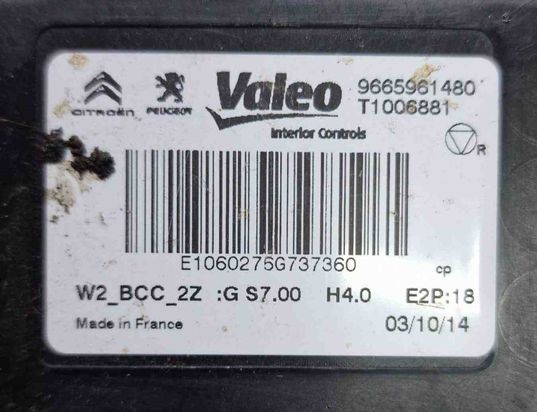 CITROËN PEUGEOT Valeo 9665961480
T1006881
Interior Controls
R
E1060275G737360
cp
W2_BCC_2Z :G S7.00 H4.0 E2P:18
Made in France 03/10/14